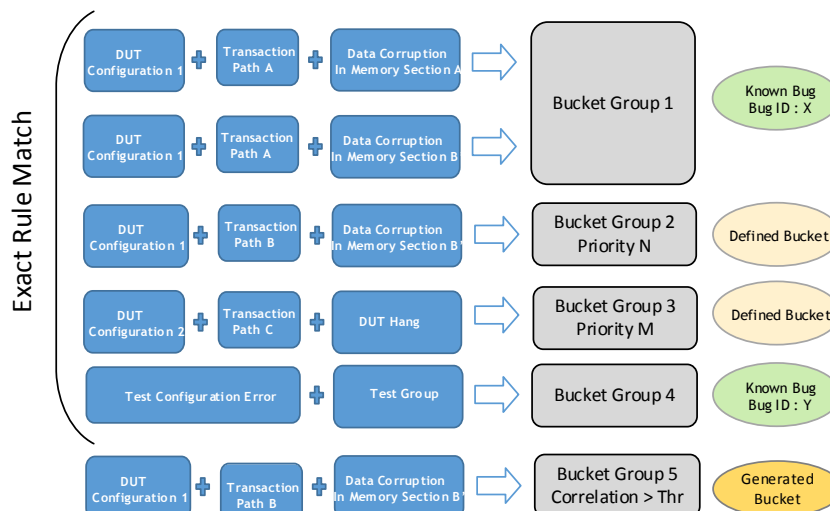 Exact Rule Match
DUT
Configuration 1
+
Transaction
Path A
+
Data Corruption
In Memory Section A
Bucket Group 1
Known Bug
Bug ID : X
DUT
Configuration 1
+
Transaction
Path A
+
Data Corruption
In Memory Section B
DUT
Configuration 1
+
Transaction
Path B
+
Data Corruption
In Memory Section B'
Bucket Group 2
Priority N
Defined Bucket
DUT
Configuration 2
+
Transaction
Path C
+
DUT Hang
Bucket Group 3
Priority M
Defined Bucket
Test Configuration Error
+
Test Group
Bucket Group 4
Known Bug
Bug ID : Y
DUT
Configuration 1
+
Transaction
Path B
+
Data Corruption
In Memory Section B'
Bucket Group 5
Correlation > Thr
Generated
Bucket